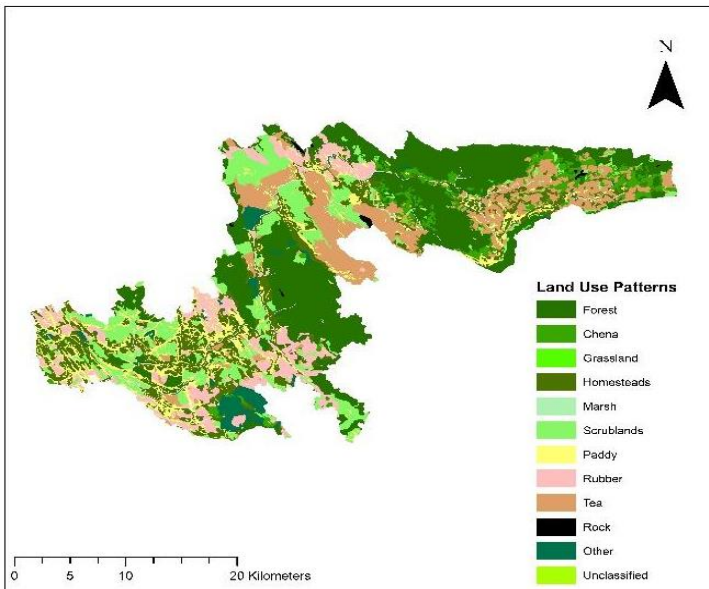 N
Land Use Patterns
Forest
Chena
Grassland
Homesteads
Marsh
Scrublands
Paddy
Rubber
Tea
Rock
Other
Unclassified
0 5 10 20 Kilometers